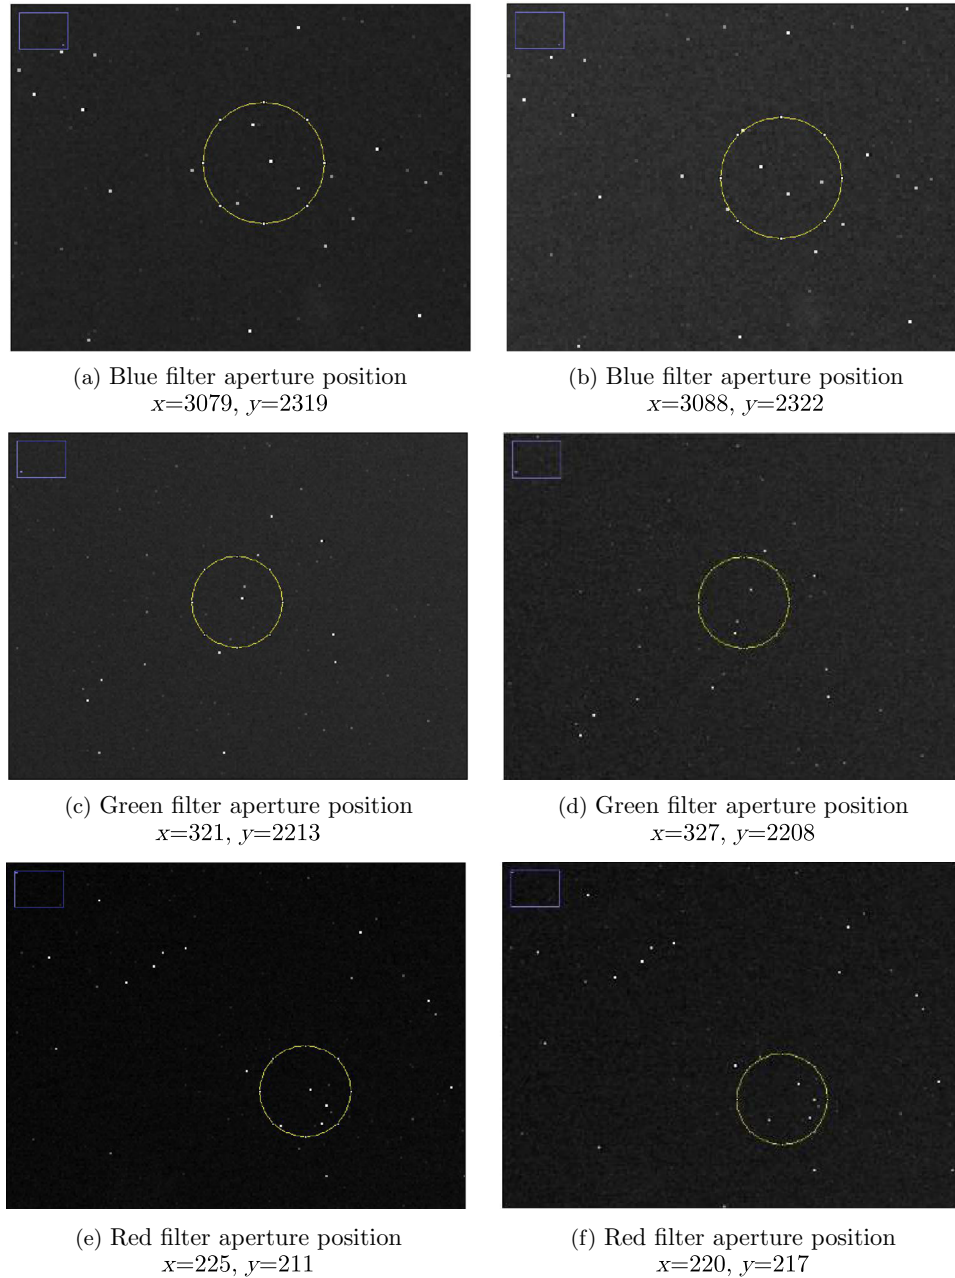 (a) Blue filter aperture position
x=3079, y=2319
(b) Blue filter aperture position
x=3088, y=2322
(c) Green filter aperture position
x=321, y=2213
(d) Green filter aperture position
x=327, y=2208
(e) Red filter aperture position
x=225, y=211
(f) Red filter aperture position
x=220, y=217